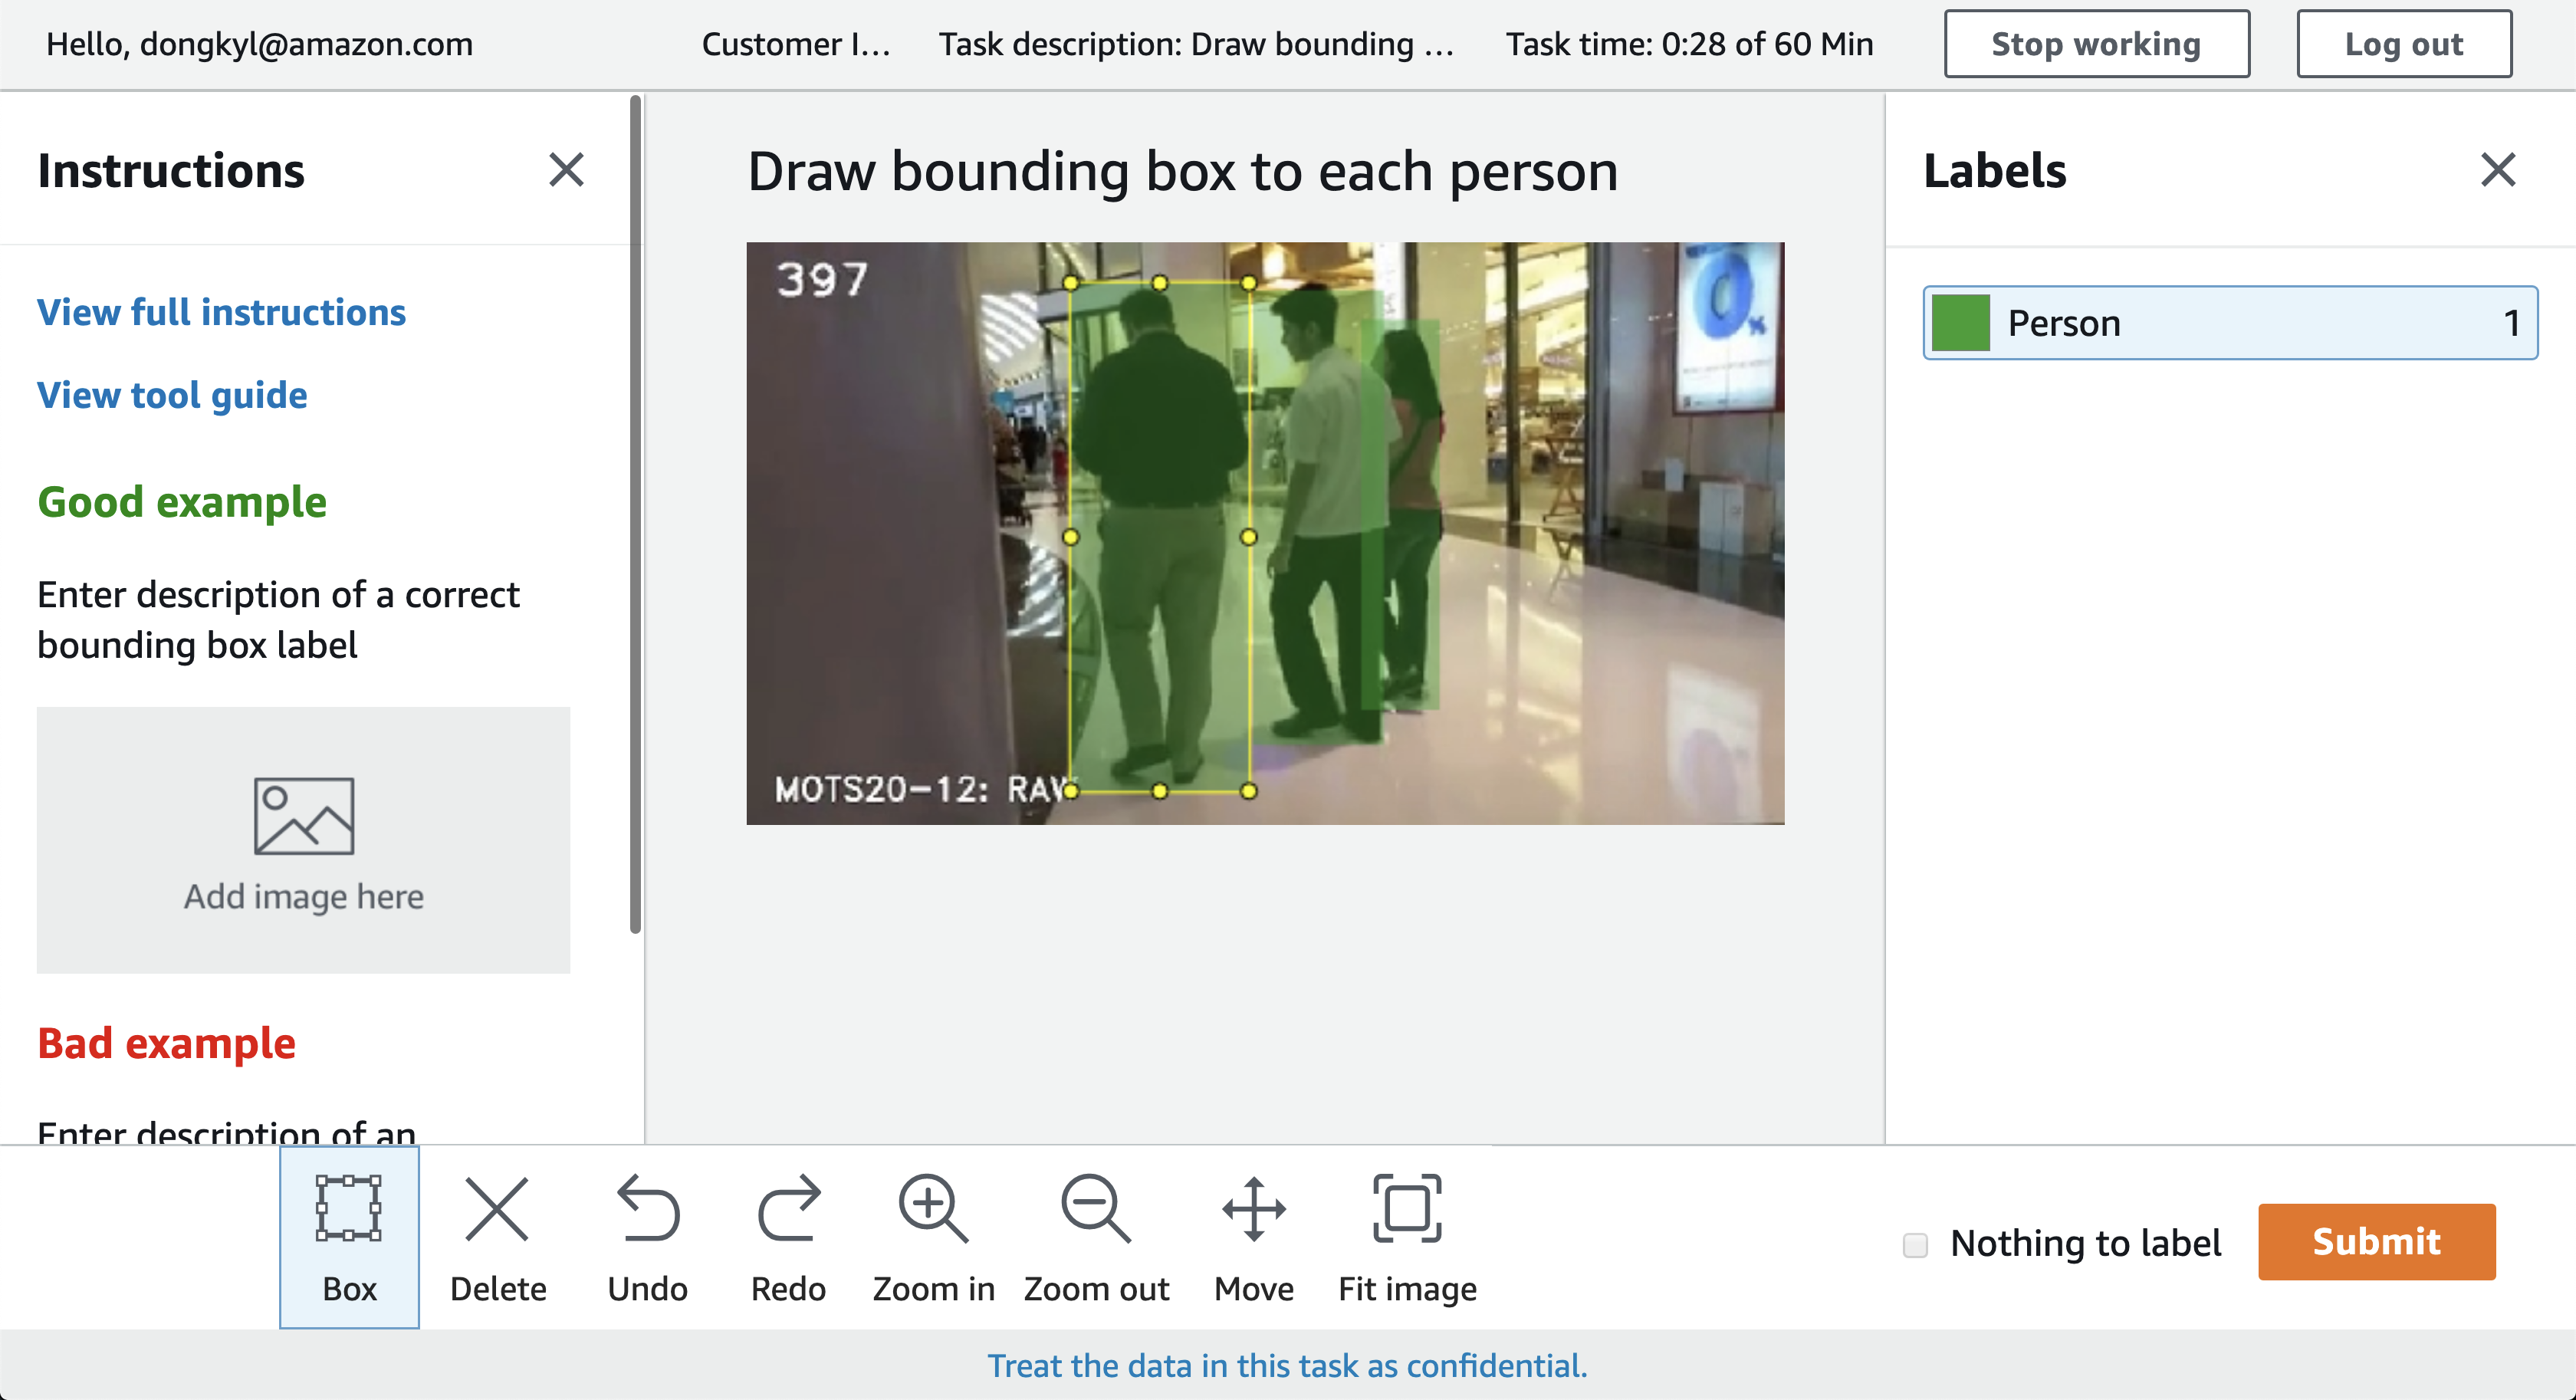 Hello, dongkyl@amazon.com
Customer I...
Task description: Draw bounding ...
Task time: 0:28 of 60 Min
Stop working
Log out
Instructions
View full instructions
View tool guide
Good example
Enter description of a correct
bounding box label
Add image here
Bad example
Enter description of an
Draw bounding box to each person
397
MOTS20-12: RAW
Labels
Person 1
Box
Delete
Undo
Redo
Zoom in
Zoom out
Move
Fit image
Nothing to label
Submit
Treat the data in this task as confidential.